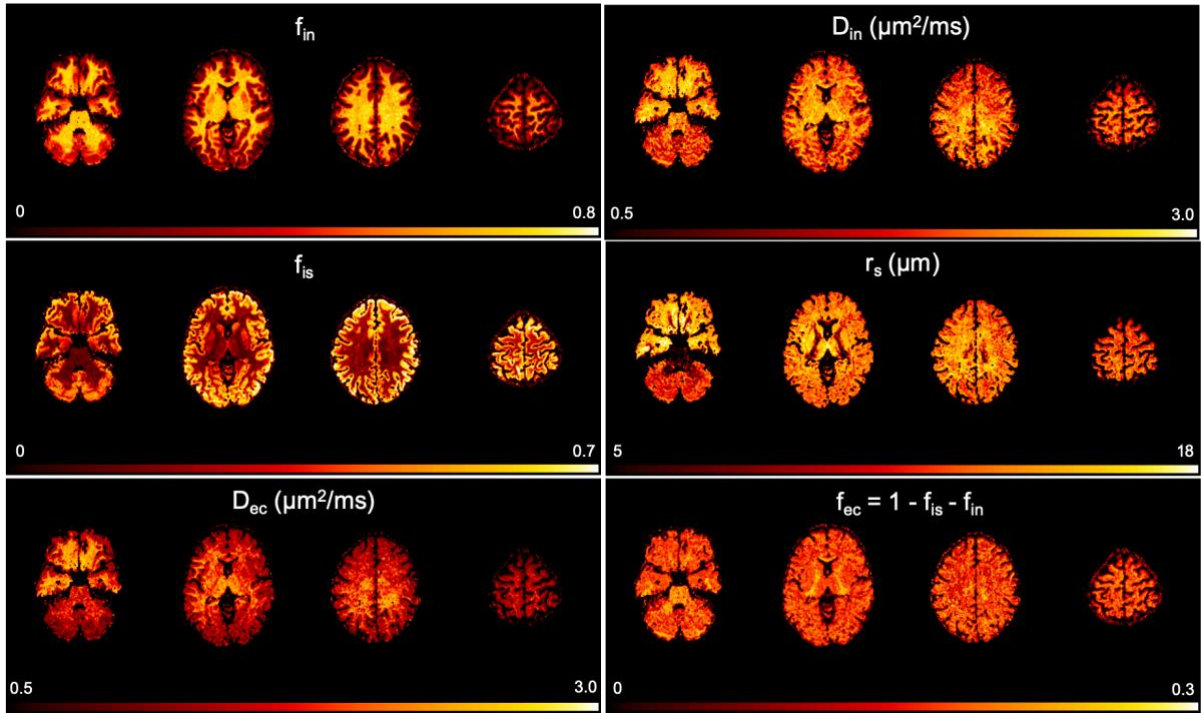 f_in
0 0.8
D_in (µm²/ms)
0.5 3.0
f_is
0 0.7
r_s (µm)
5 18
D_ec (µm²/ms)
0.5 3.0
f_ec = 1 - f_is - f_in
0 0.3